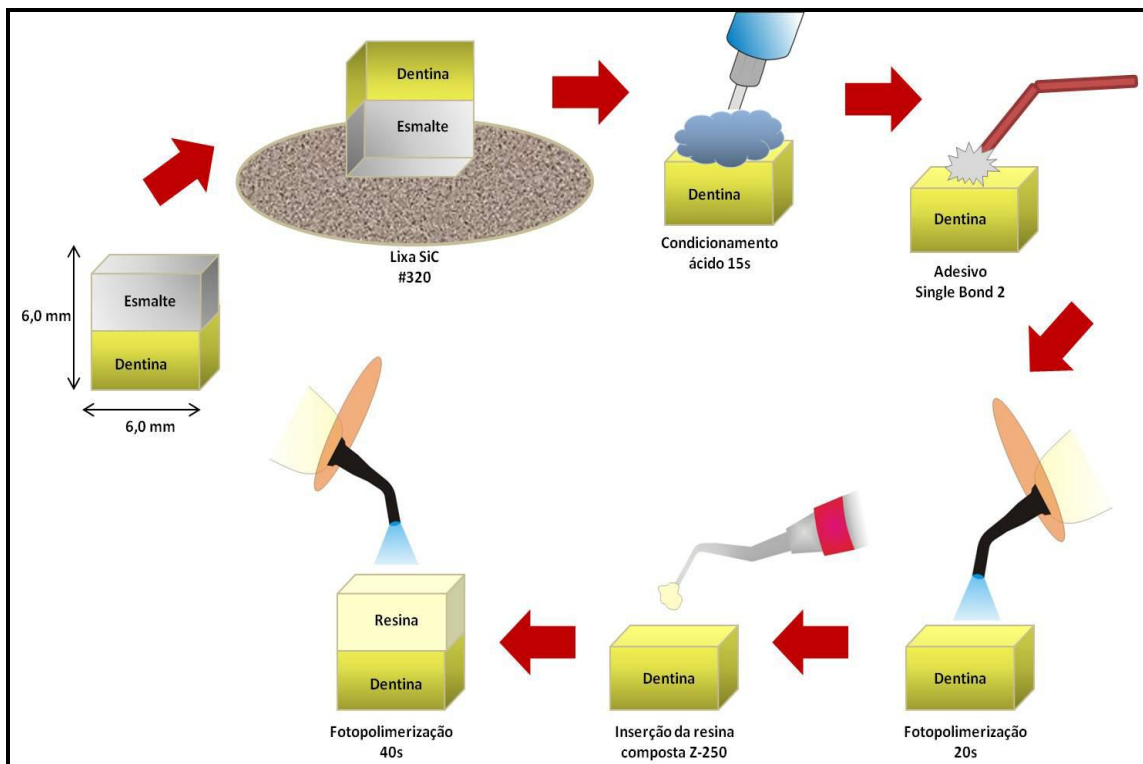 6,0 mm
Esmalte
Dentina
6,0 mm
Dentina
Esmalte
Lixa SiC
#320
Dentina
Condicionamento
ácido 15s
Dentina
Adesivo
Single Bond 2
Dentina
Fotopolimerização
20s
Dentina
Inserção da resina
composta Z-250
Resina
Dentina
Fotopolimerização
40s